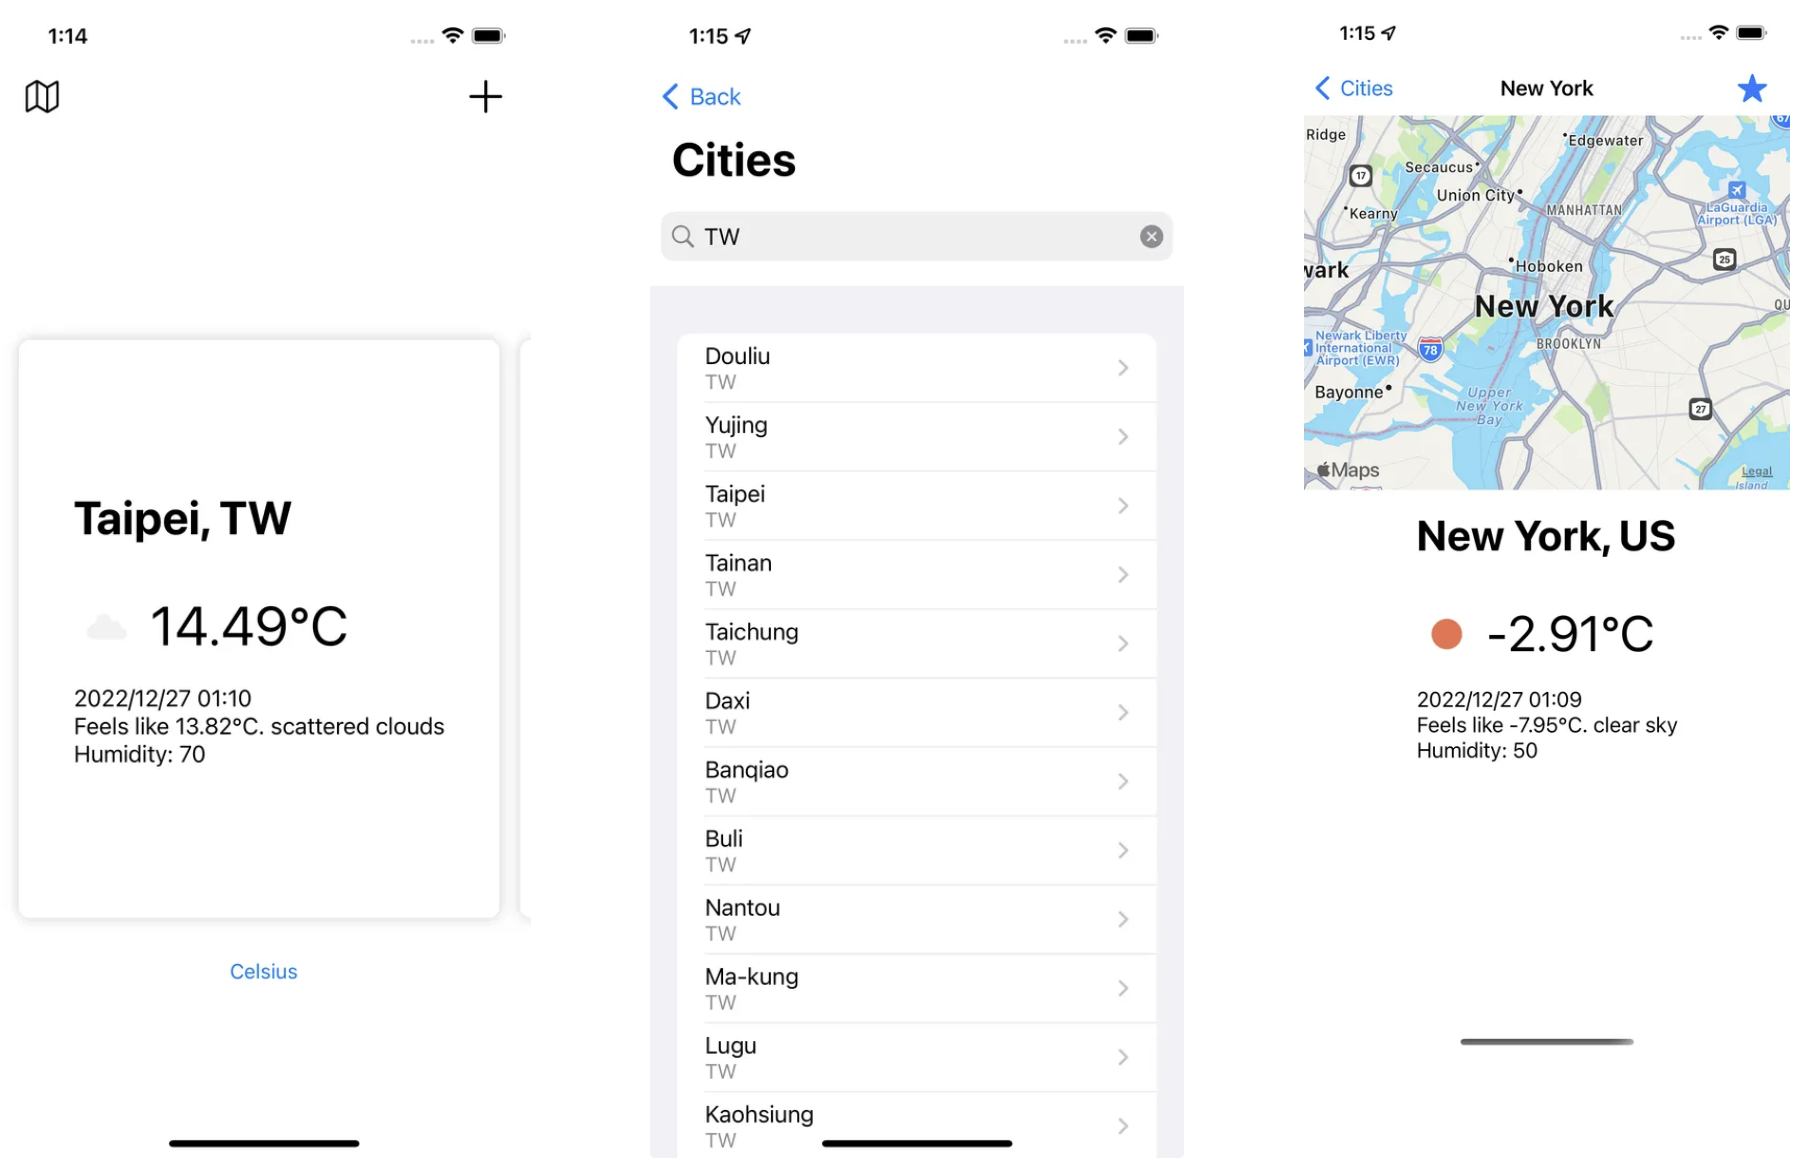 1:14
Taipei, TW
14.49°C
2022/12/27 01:10
Feels like 13.82°C. scattered clouds
Humidity: 70
Celsius
1:15
Back
Cities
TW
Douliu
TW
Yujing
TW
Taipei
TW
Tainan
TW
Taichung
TW
Daxi
TW
Banqiao
TW
Buli
TW
Nantou
TW
Ma-kung
TW
Lugu
TW
Kaohsiung
TW
1:15
Cities
New York
Ridge
Edgewater
67
Secaucus
17
Union City
MANHATTAN
Kearny
LaGuardia
Airport (LGA)
25
Hoboken
wark
New York
QU
Newark Liberty
International
Airport (EWR)
78
BROOKLYN
Bayonne
Upper
New York
Bay
27
Maps
Legal
Island
New York, US
-2.91°C
2022/12/27 01:09
Feels like -7.95°C. clear sky
Humidity: 50